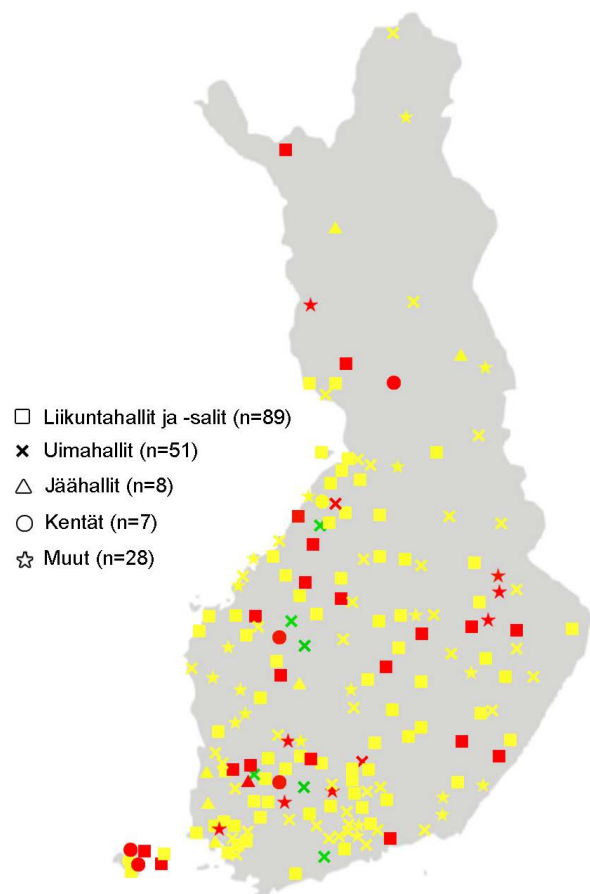 Liikuntahallit ja -salit (n=89)
Uimahallit (n=51)
Jäähallit (n=8)
Kentät (n=7)
Muut (n=28)